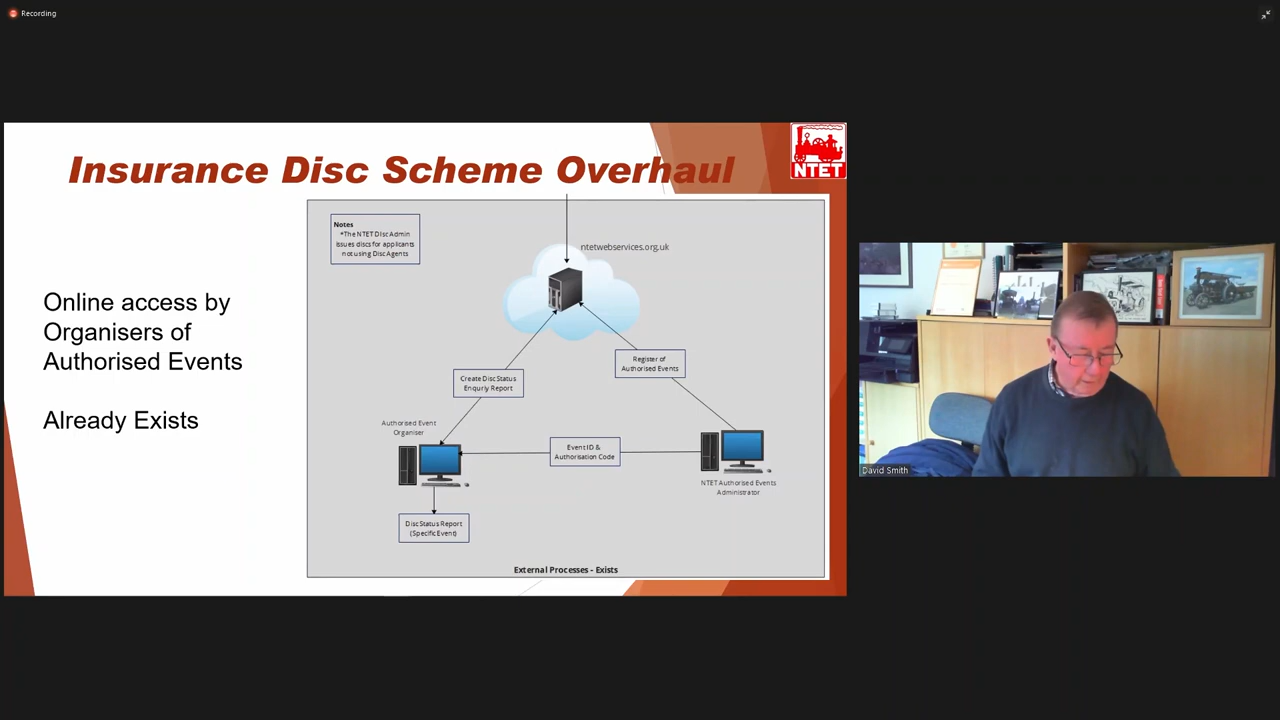 Recording
Insurance Disc Scheme Overhaul
NTET
Notes
*The NTET Disc Admin
issues discs for applicants
not using Disc Agents
ntetwebservices.org.uk
Online access by
Organisers of
Authorised Events
Already Exists
Register of
Authorised Events
Create Disc Status
Enquriy Report
Authorised Event
Organiser
Event ID &
Authorisation Code
NTET Authorised Events
Administrator
Disc Status Report
(Specific Event)
External Processes - Exists
David Smith